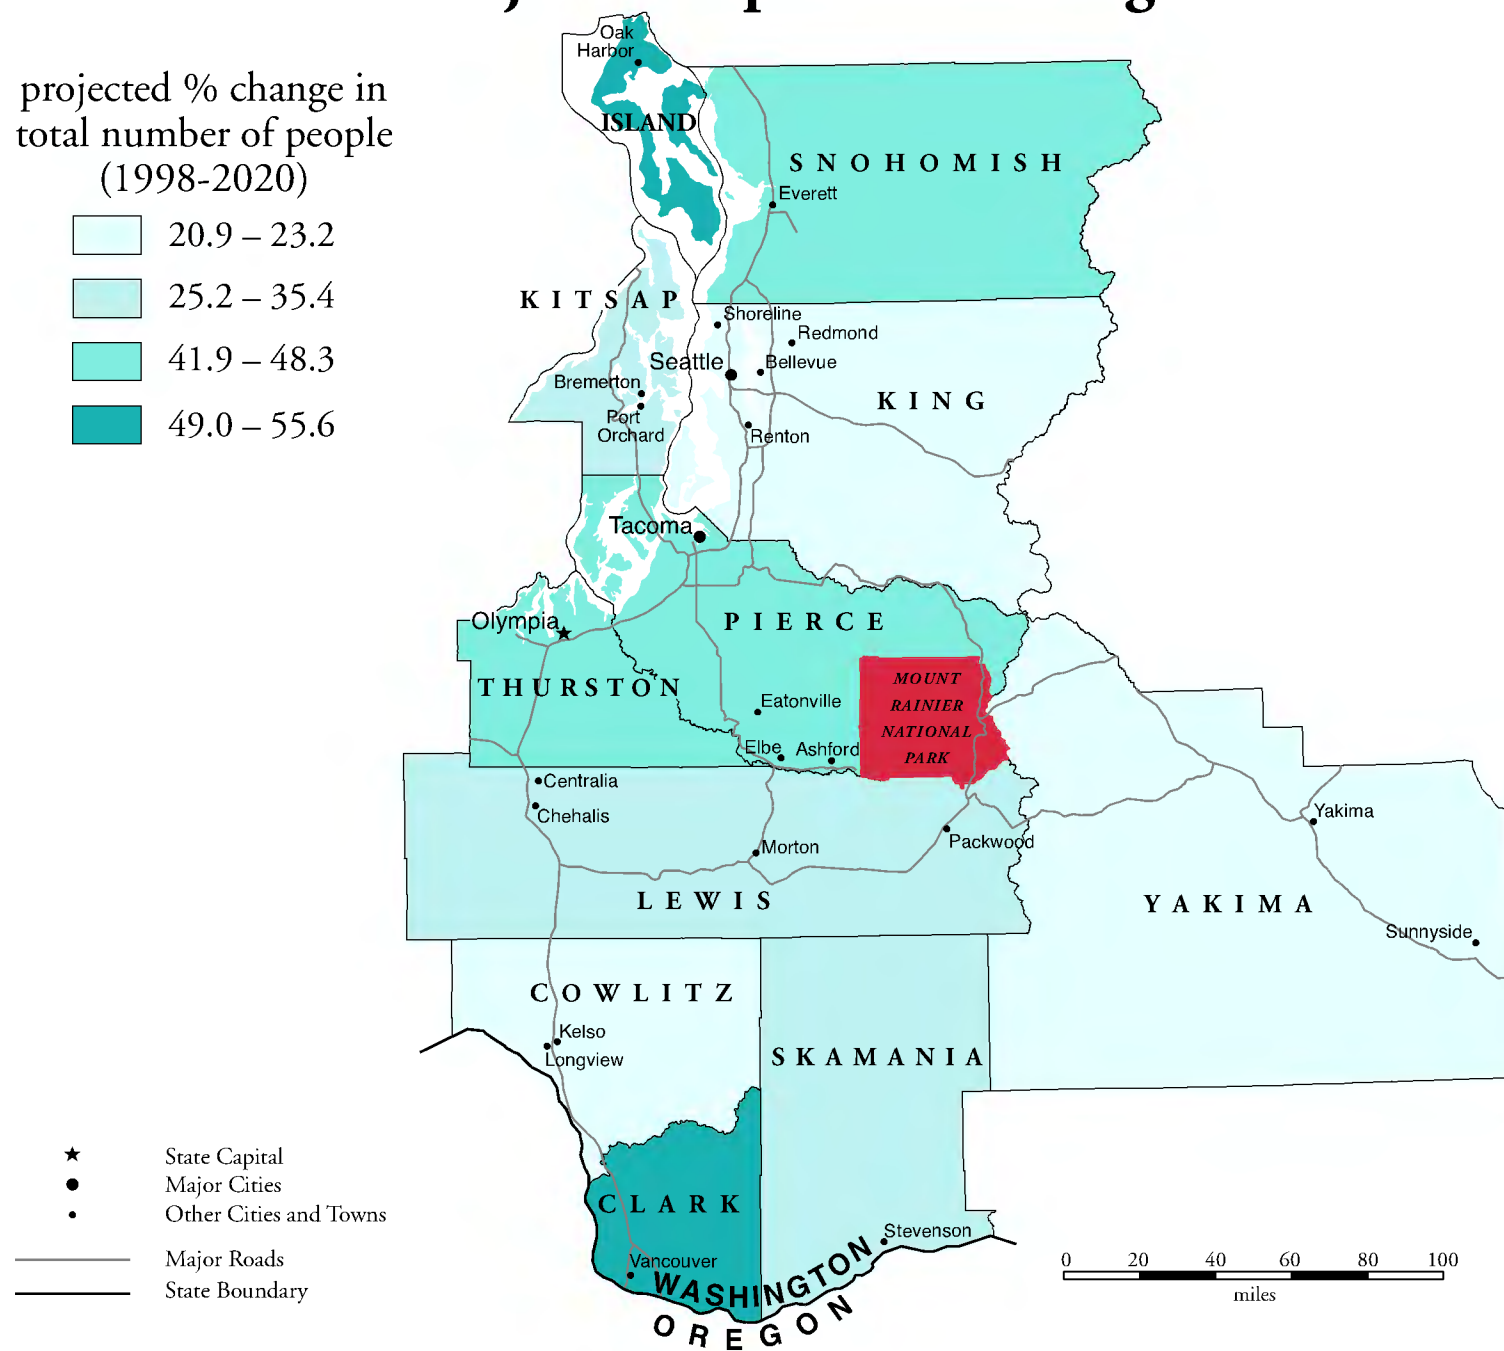 projected % change in
total number of people
(1998-2020)
20.9 – 23.2
25.2 – 35.4
41.9 – 48.3
49.0 – 55.6
Oak
Harbor
ISLAND
SNOHOMISH
Everett
KITSAP
Shoreline
Redmond
Seattle
Bellevue
Bremerton
KING
Port
Orchard
Renton
Tacoma
Olympia
PIERCE
THURSTON
MOUNT
RAINIER
NATIONAL
PARK
Eatonville
Elbe
Ashford
Centralia
Chehalis
Morton
Packwood
Yakima
LEWIS
YAKIMA
Sunnyside
COWLITZ
Kelso
Longview
SKAMANIA
CLARK
Stevenson
Vancouver
WASHINGTON
OREGON
State Capital
Major Cities
Other Cities and Towns
Major Roads
State Boundary
0 20 40 60 80 100
miles